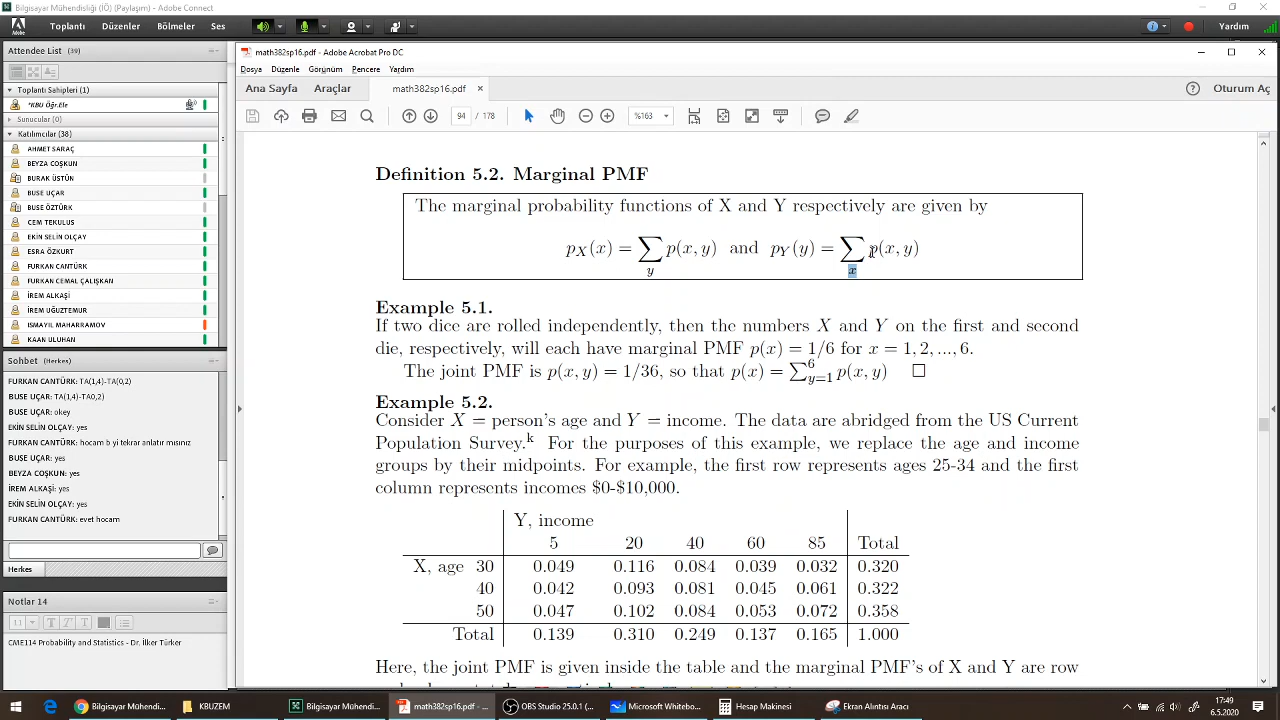 Bilgisayar Mühendisliği (İÖ) (Paylaşım) - Adobe Connect
Toplantı Düzenler Bölmeler Ses Yardım
Attendee List (39)
Toplantı Sahipleri (1)
*KBU Öğr.Ele
Sunucular (0)
Katılımcılar (38)
AHMET SARAÇ
BEYZA COŞKUN
BURAK ÜSTÜN
BUSE UÇAR
BUSE ÖZTÜRK
CEM TEKULUS
EKİN SELİN OLÇAY
ESRA ÖZKURT
FURKAN CANTÜRK
FURKAN CEMAL ÇALIŞKAN
İREM ALKAŞİ
İREM UĞUZTEMUR
ISMAYIL MAHARRAMOV
KAAN ULUHAN
Sohbet (Herkes)
FURKAN CANTÜRK: TA(1,4)-TA(0,2)
BUSE UÇAR: TA(1,4)-TA0,2)
BUSE UÇAR: okey
EKİN SELİN OLÇAY: yes
FURKAN CANTÜRK: hocam b yi tekrar anlatır mısınız
BUSE UÇAR: yes
BEYZA COŞKUN: yes
İREM ALKAŞİ: yes
EKİN SELİN OLÇAY: yes
FURKAN CANTÜRK: evet hocam
Herkes
Notlar 14
11
CME114 Probability and Statistics - Dr. İlker Türker
math382sp16.pdf - Adobe Acrobat Pro DC
Dosya Düzenle Görünüm Pencere Yardım
Ana Sayfa Araçlar math382sp16.pdf × Oturum Aç
94 / 178 %163
Definition 5.2. Marginal PMF
The marginal probability functions of X and Y respectively are given by
pX(x) = ∑y p(x, y) and pY(y) = ∑x p(x, y)
Example 5.1.
If two dice are rolled independently, then the numbers X and Y on the first and second
die, respectively, will each have marginal PMF p(x) = 1/6 for x = 1, 2, ..., 6.
The joint PMF is p(x, y) = 1/36, so that p(x) = ∑⁶y=1 p(x, y) □
Example 5.2.
Consider X = person's age and Y = income. The data are abridged from the US Current
Population Survey.k For the purposes of this example, we replace the age and income
groups by their midpoints. For example, the first row represents ages 25-34 and the first
column represents incomes $0-$10,000.
Y, income
5 20 40 60 85 Total
X, age 30 0.049 0.116 0.084 0.039 0.032 0.320
40 0.042 0.093 0.081 0.045 0.061 0.322
50 0.047 0.102 0.084 0.053 0.072 0.358
Total 0.139 0.310 0.249 0.137 0.165 1.000
Here, the joint PMF is given inside the table and the marginal PMF's of X and Y are row
Bilgisayar Mühendi... KBUZEM Bilgisayar Mühendi... math382sp16.pdf - ... OBS Studio 25.0.1 (... Microsoft Whitebo... Hesap Makinesi Ekran Alıntısı Aracı
17:49
6.5.2020